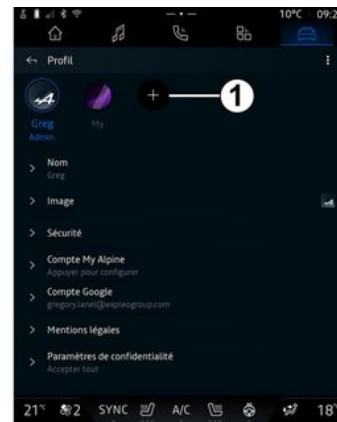 10°C 09:2
Profil
1
Greg
My
Admin
Nom
Greg
Image
Sécurité
Compte My Alpine
Appuyer pour configurer
Compte Google
gregory.lanel@expleogroup.com
Mentions légales
Paramètres de confidentialité
Accepter tout
21° 2 SYNC A/C 18°